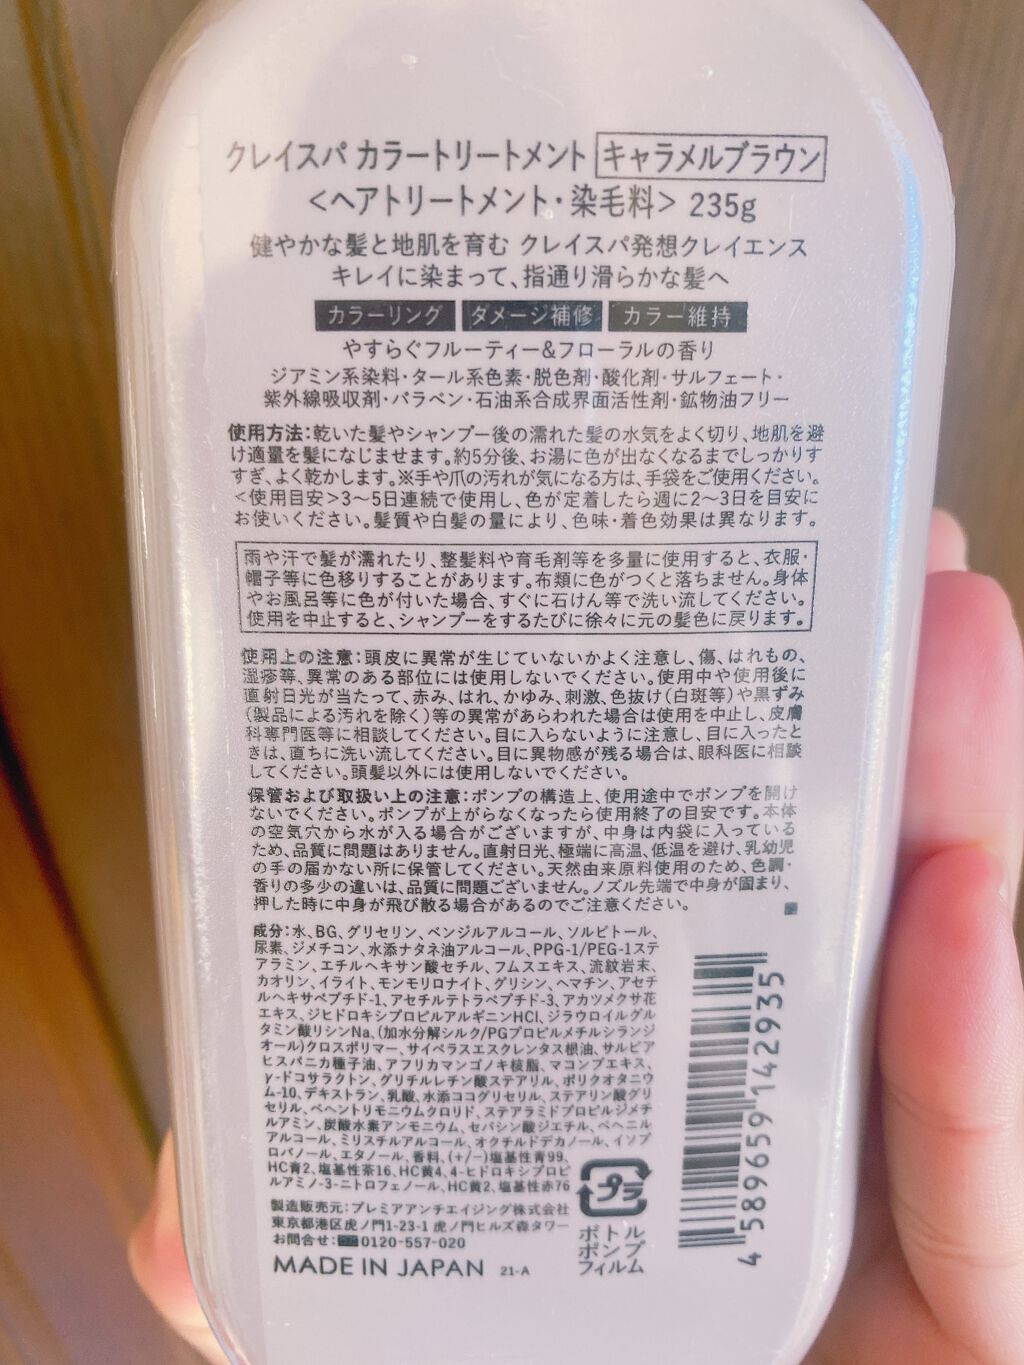 クレイスパ カラートリートメント キャラメルブラウン
<ヘアトリートメント・染毛料> 235g
健やかな髪と地肌を育む クレイスパ発想クレイエンス
キレイに染まって、指通り滑らかな髪へ
カラーリング ダメージ補修 カラー維持
やすらぐフルーティー&フローラルの香り
ジアミン系染料・タール系色素・脱色剤・酸化剤・サルフェート・
紫外線吸収剤・パラベン・石油系合成界面活性剤・鉱物油フリー
使用方法:乾いた髪やシャンプー後の濡れた髪の水気をよく切り、地肌を避
け適量を髪になじませます。約5分後、お湯に色が出なくなるまでしっかりす
すぎ、よく乾かします。※手や爪の汚れが気になる方は、手袋をご使用ください。
<使用目安>3～5日連続で使用し、色が定着したら週に2～3日を目安に
お使いください。髪質や白髪の量により、色味・着色効果は異なります。
雨や汗で髪が濡れたり、整髪料や育毛剤等を多量に使用すると、衣服・
帽子等に色移りすることがあります。布類に色がつくと落ちません。身体
やお風呂等に色が付いた場合、すぐに石けん等で洗い流してください。
使用を中止すると、シャンプーをするたびに徐々に元の髪色に戻ります。
使用上の注意:頭皮に異常が生じていないかよく注意し、傷、はれもの、
湿疹等、異常のある部位には使用しないでください。使用中や使用後に
直射日光が当たって、赤み、はれ、かゆみ、刺激、色抜け(白斑等)や黒ずみ
(製品による汚れを除く)等の異常があらわれた場合は使用を中止し、皮膚
科専門医等に相談してください。目に入らないように注意し、目に入ったと
きは、直ちに洗い流してください。目に異物感が残る場合は、眼科医に相談
してください。頭髪以外には使用しないでください。
保管および取扱い上の注意:ポンプの構造上、使用途中でポンプを開け
ないでください。ポンプが上がらなくなったら使用終了の目安です。本体
の空気穴から水が入る場合がございますが、中身は内袋に入っている
ため、品質に問題はありません。直射日光、極端に高温、低温を避け、乳幼児
の手の届かない所に保管してください。天然由来原料使用のため、色調・
香りの多少の違いは、品質に問題ございません。ノズル先端で中身が固まり、
押した時に中身が飛び散る場合があるのでご注意ください。
成分:水、BG、グリセリン、ベンジルアルコール、ソルビトール、
尿素、ジメチコン、水添ナタネ油アルコール、PPG-1/PEG-1ステ
アラミン、エチルヘキサン酸セチル、フムスエキス、流紋岩末、
カオリン、イライト、モンモリロナイト、グリシン、ヘマチン、アセチ
ルヘキサペプチド-1、アセチルテトラペプチド-3、アカツメクサ花
エキス、ジヒドロキシプロピルアルギニンHCl、ジラウロイルグル
タミン酸リシンNa、(加水分解シルク/PGプロピルメチルシランジ
オール)クロスポリマー、サイペラスエスクレンタス根油、サルビア
ヒスパニカ種子油、アフリカマンゴノキ核脂、マコンブエキス、
γ-ドコサラクトン、グリチルレチン酸ステアリル、ポリクオタニウ
ム-10、デキストラン、乳酸、水添ココグリセリル、ステアリン酸グリ
セリル、ベヘントリモニウムクロリド、ステアラミドプロピルジメチ
ルアミン、炭酸水素アンモニウム、セバシン酸ジエチル、ベヘニル
アルコール、ミリスチルアルコール、オクチルドデカノール、イソプ
ロパノール、エタノール、香料、(+/-)塩基性青99、
HC青2、塩基性茶16、HC黄4、4-ヒドロキシプロピ
ルアミノ-3-ニトロフェノール、HC黄2、塩基性赤76
製造販売元:プレミアアンチエイジング株式会社
東京都港区虎ノ門1-23-1 虎ノ門ヒルズ森タワー
お問合せ:0120-557-020
MADE IN JAPAN 21-A
プラ
ボトル
ポンプ
フィルム
4589659142935